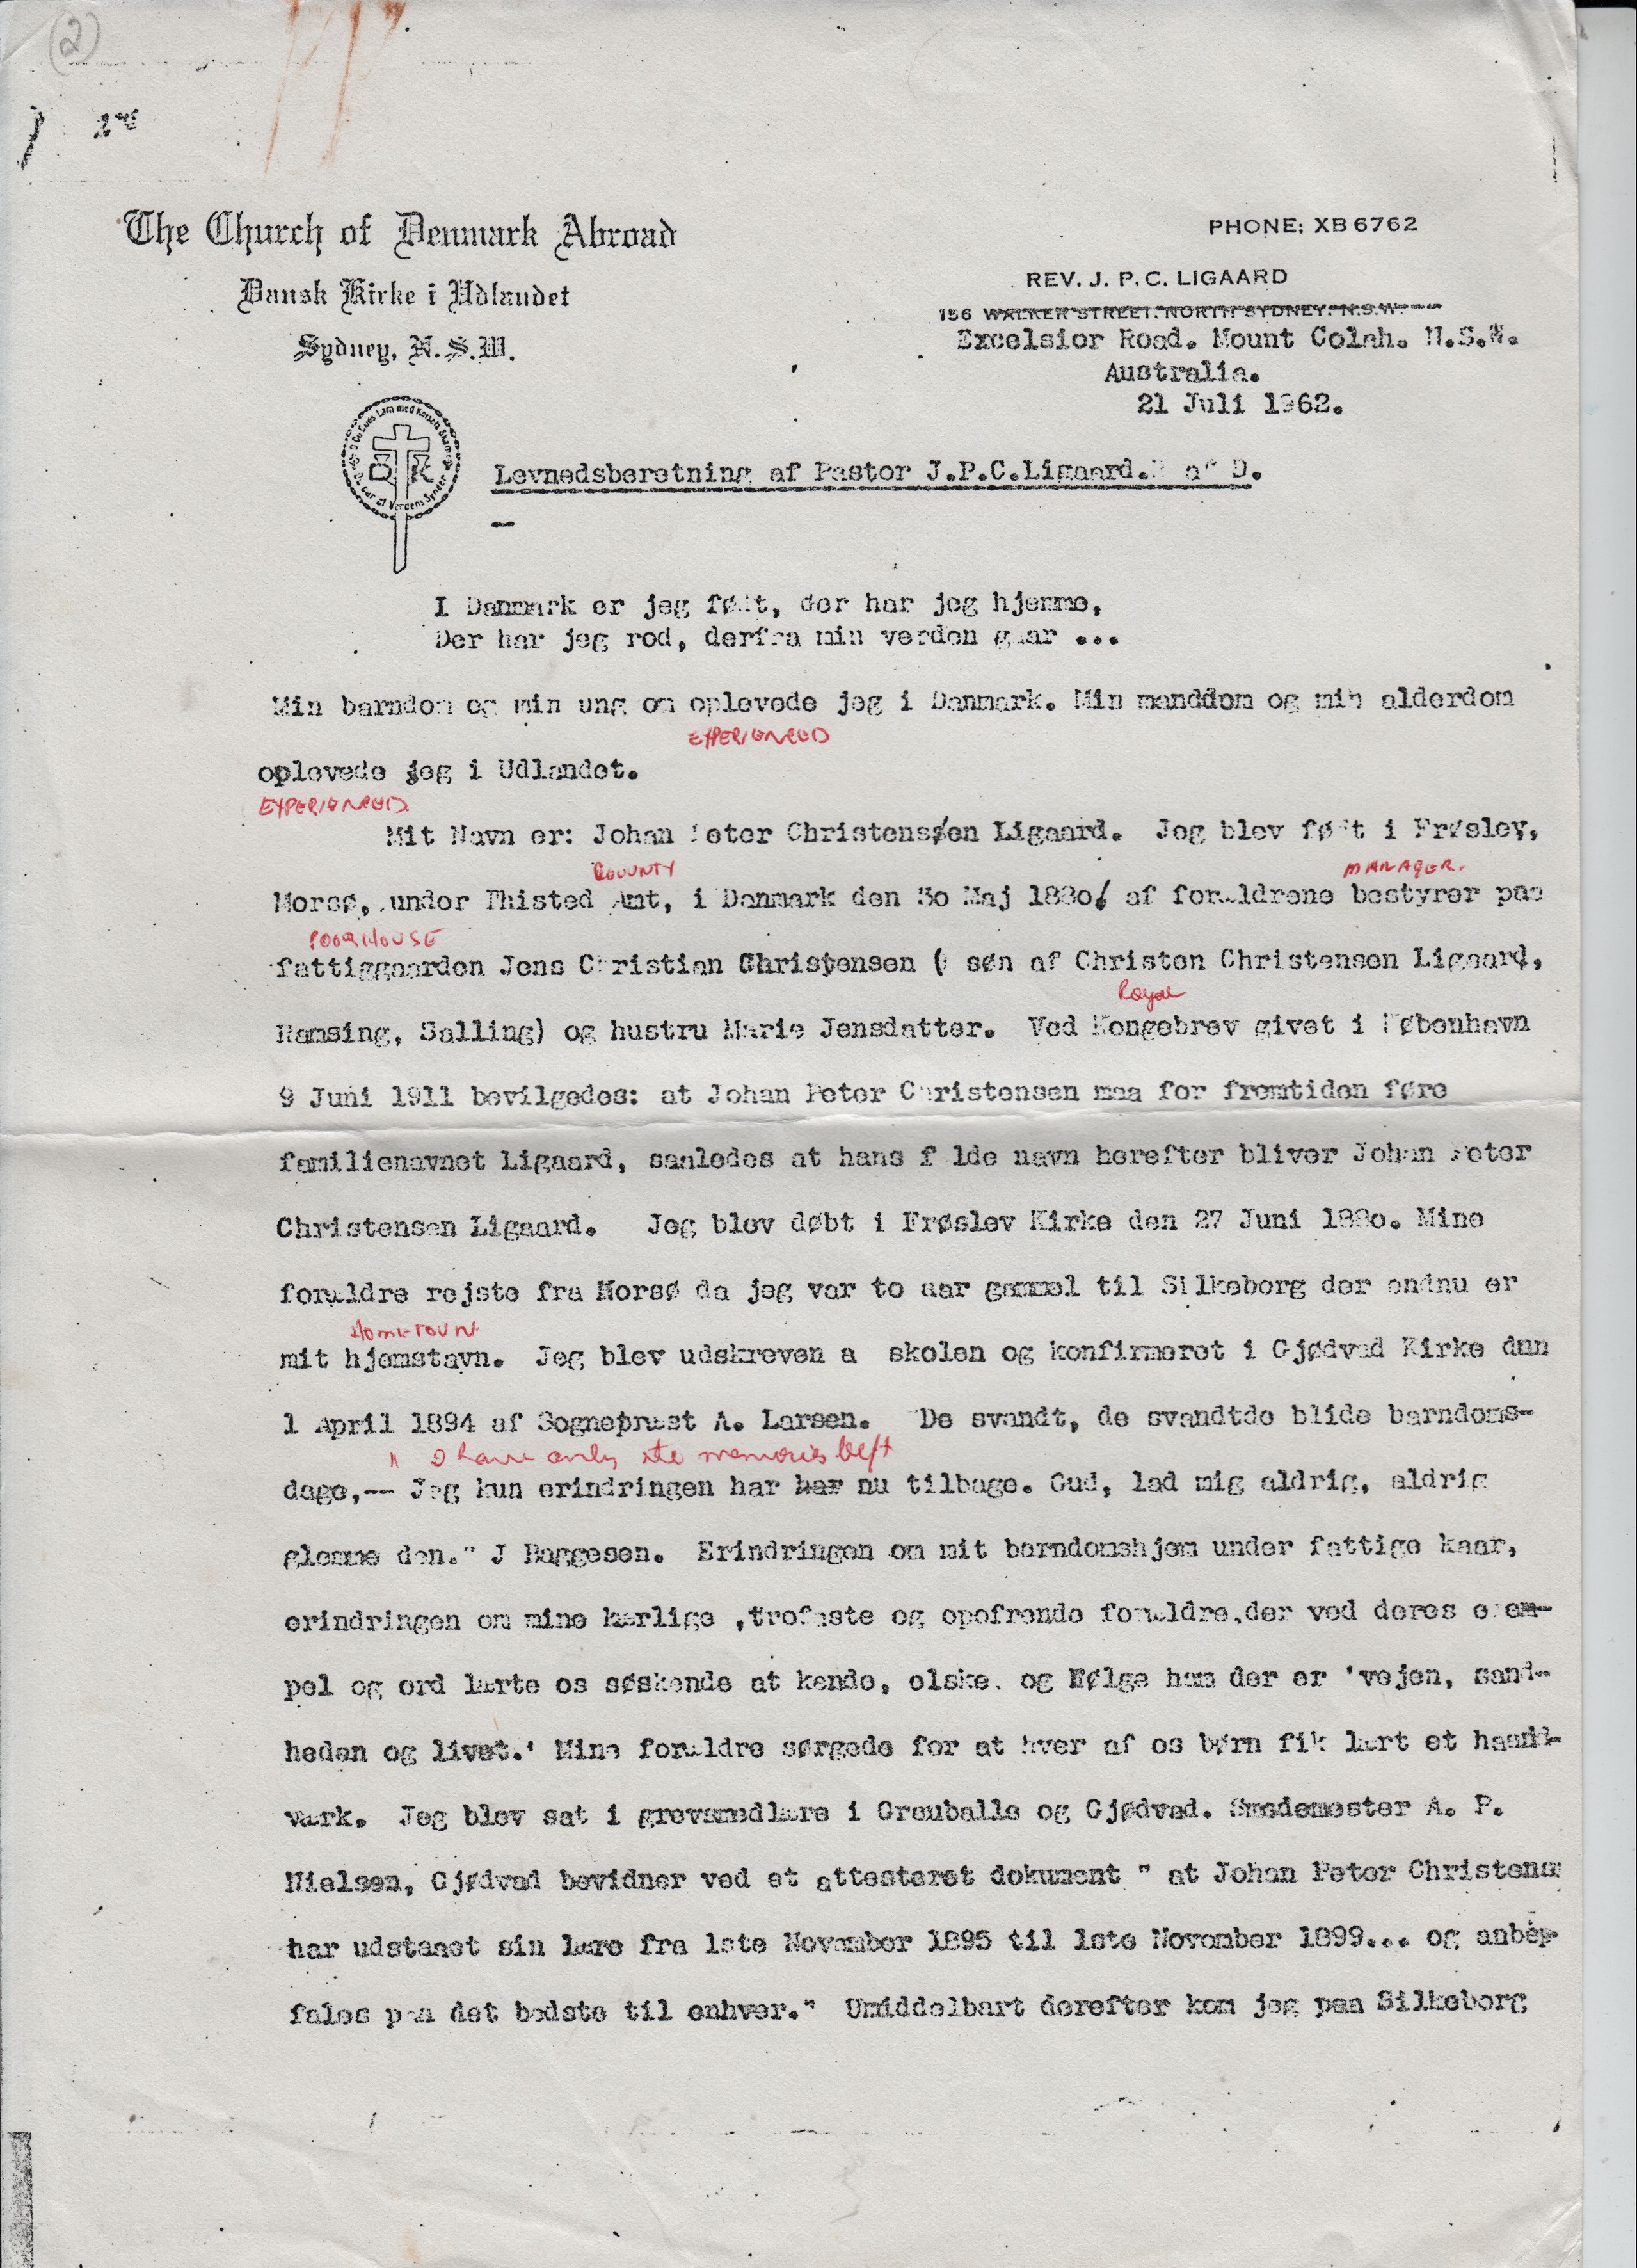 2
The Church of Denmark Abroad
Dansk Kirke i Udlandet
Sydney, N.S.W.
PHONE: XB 6762
REV. J. P. C. LIGAARD
156 WALKER STREET. NORTH SYDNEY. N.S.W.
Excelsior Road. Mount Colah. N.S.W.
Australia.
21 Juli 1962.
D K
Levnedsberetning af Pastor J.P.C.Ligaard.R af D.
I Danmark er jeg født, der har jeg hjemme,
Der har jeg rod, derfra min verden gaar ...
Min barndom og min ungdom oplevede jeg i Danmark. Min manddom og min alderdom
EXPERIENCED
oplevede jeg i Udlandet.
EXPERIENCED
Mit Navn er: Johan Peter Christensøen Ligaard. Jeg blev født i Frøslev,
COUNTY MANAGER.
Morsø, under Thisted Amt, i Danmark den 30 Maj 1880 af forældrene bestyrer paa
POORHOUSE
fattiggaarden Jens Christian Christensen ( søn af Christen Christensen Ligaard,
Royal
Ramsing, Salling) og hustru Marie Jensdatter. Ved Kongebrev givet i København
9 Juni 1911 bevilgedes: at Johan Peter Christensen maa for fremtiden føre
familienavnet Ligaard, saaledes at hans fulde navn herefter bliver Johan Peter
Christensen Ligaard. Jeg blev døbt i Frøslev Kirke den 27 Juni 1880. Mine
forældre rejste fra Morsø da jeg var to aar gammel til Silkeborg der endnu er
HOMETOWN
mit hjemstavn. Jeg blev udskreven a skolen og konfirmeret i Gjødvad Kirke den
1 April 1894 af Sognepræst A. Larsen. "De svandt, de svandtde blide barndoms-
" I have only the memories left
dage,-- Jeg kun erindringen har har nu tilbage. Gud, lad mig aldrig, aldrig
glemme den." J Baggesen. Erindringen om mit barndomshjem under fattige kaar,
erindringen om mine kærlige ,trofaste og opofrende forældre,der ved deres exem-
pel og ord lærte os søskende at kende, elske, og følge ham der er 'vejen, sand-
heden og livet.' Mine forældre sørgede for at hver af os børn fik lært et haand-
værk. Jeg blev sat i grovsmedlære i Grauballe og Gjødvad. Smedemester A. P.
Nielsen, Gjødvad bevidner ved et attesteret dokument " at Johan Peter Christens
har udstaaet sin lære fra 1ste November 1895 til 1ste November 1899... og anbe-
fales paa det bedste til enhver." Umiddelbart derefter kom jeg paa Silkeborg